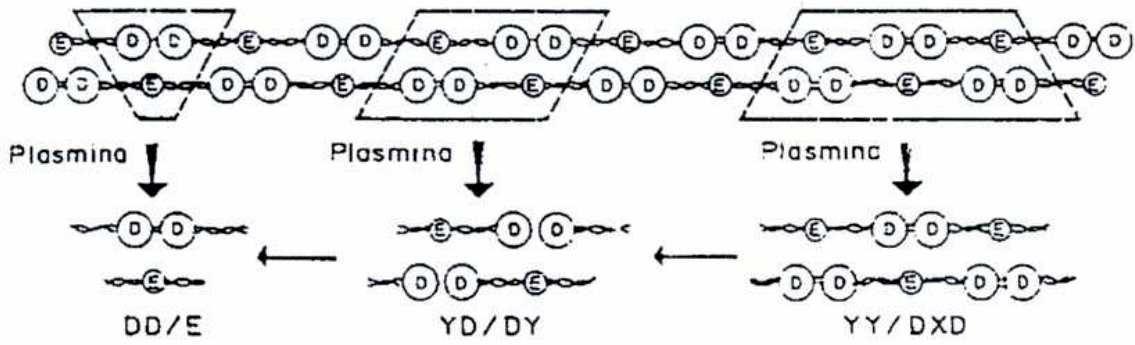 E D D E D D E D D E D D E D D E D D
D D E D D E D D E D D E D D E D D E
Plasmina Plasmina Plasmina
D D E D D E D D E
E D D E D D E D D
DD/E YD/DY YY/DXD